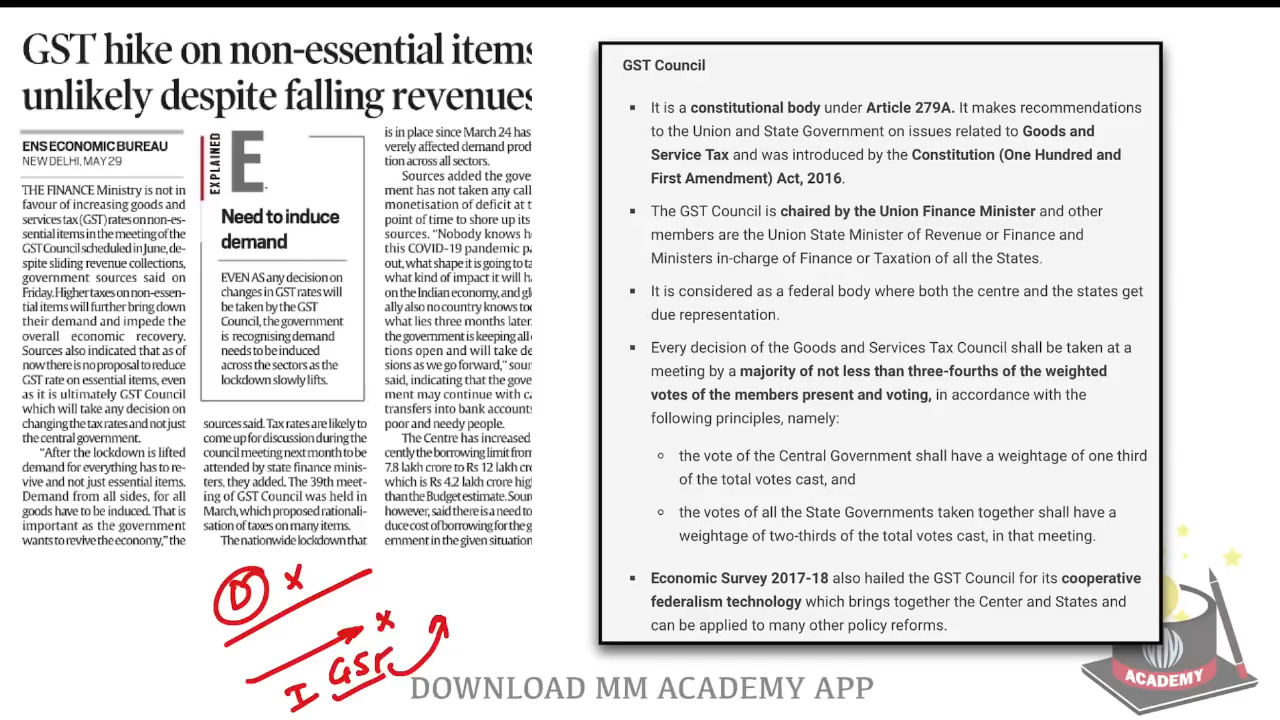 GST hike on non-essential items
unlikely despite falling revenues
ENS ECONOMIC BUREAU
NEW DELHI, MAY 29
THE FINANCE Ministry is not in
favour of increasing goods and
services tax (GST) rates on non-es-
sential items in the meeting of the
GST Council scheduled in June, de-
spite sliding revenue collections,
government sources said on
Friday. Higher taxes on non-essen-
tial items will further bring down
their demand and impede the
overall economic recovery.
Sources also indicated that as of
now there is no proposal to reduce
GST rate on essential items, even
as it is ultimately GST Council
which will take any decision on
changing the tax rates and not just
the central government.
"After the lockdown is lifted
demand for everything has to re-
vive and not just essential items.
Demand from all sides, for all
goods have to be induced. That is
important as the government
wants to revive the economy," the
EXPLAINED
E.
Need to induce
demand
EVEN AS any decision on
changes in GST rates will
be taken by the GST
Council, the government
is recognising demand
needs to be induced
across the sectors as the
lockdown slowly lifts.
sources said. Tax rates are likely to
come up for discussion during the
council meeting next month to be
attended by state finance minis-
ters, they added. The 39th meet-
ing of GST Council was held in
March, which proposed rationali-
sation of taxes on many items.
The nationwide lockdown that
is in place since March 24 has
verely affected demand prod
tion across all sectors.
Sources added the gove
ment has not taken any call
monetisation of deficit at t
point of time to shore up its
sources. "Nobody knows h
this COVID-19 pandemic p
out, what shape it is going to ta
what kind of impact it will h
on the Indian economy, and gl
ally also no country knows to
what lies three months later.
the government is keeping all
tions open and will take de
sions as we go forward," sour
said, indicating that the gove
ment may continue with c
transfers into bank accounts
poor and needy people.
The Centre has increased
cently the borrowing limit from
7.8 lakh crore to Rs 12 lakh cr
which is Rs 4.2 lakh crore hig
than the Budget estimate. Sour
however, said there is a need to
duce cost of borrowing for the g
ernment in the given situation
GST Council
It is a constitutional body under Article 279A. It makes recommendations
to the Union and State Government on issues related to Goods and
Service Tax and was introduced by the Constitution (One Hundred and
First Amendment) Act, 2016.
The GST Council is chaired by the Union Finance Minister and other
members are the Union State Minister of Revenue or Finance and
Ministers in-charge of Finance or Taxation of all the States.
It is considered as a federal body where both the centre and the states get
due representation.
Every decision of the Goods and Services Tax Council shall be taken at a
meeting by a majority of not less than three-fourths of the weighted
votes of the members present and voting, in accordance with the
following principles, namely:
the vote of the Central Government shall have a weightage of one third
of the total votes cast, and
the votes of all the State Governments taken together shall have a
weightage of two-thirds of the total votes cast, in that meeting.
Economic Survey 2017-18 also hailed the GST Council for its cooperative
federalism technology which brings together the Center and States and
can be applied to many other policy reforms.
D x
x
I GST
DOWNLOAD MM ACADEMY APP
ACADEMY